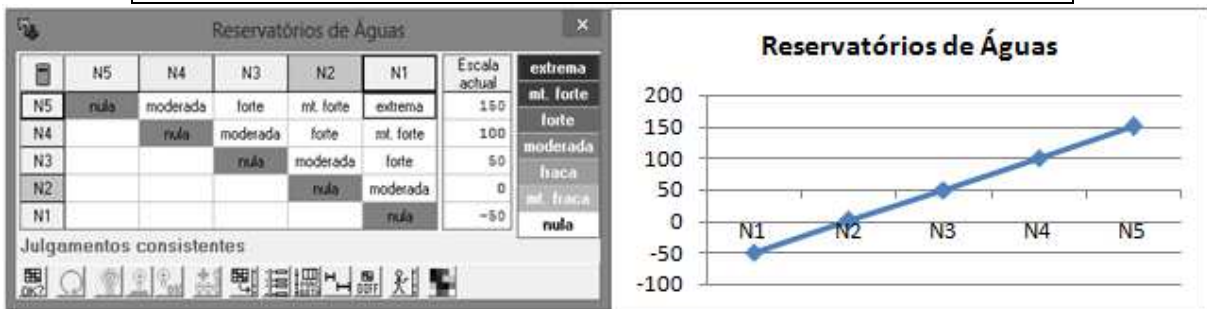 Reservatórios de Águas
N5 N4 N3 N2 N1 Escala actual
N5 nula moderada forte mt. forte extrema 150
N4 nula moderada forte mt. forte 100
N3 nula moderada forte 50
N2 nula moderada 0
N1 nula -50
extrema
mt. forte
forte
moderada
fraca
mt. fraca
nula
Julgamentos consistentes
OK?
DIFF
Reservatórios de Águas
200
150
100
50
0
-50
-100
N1 N2 N3 N4 N5